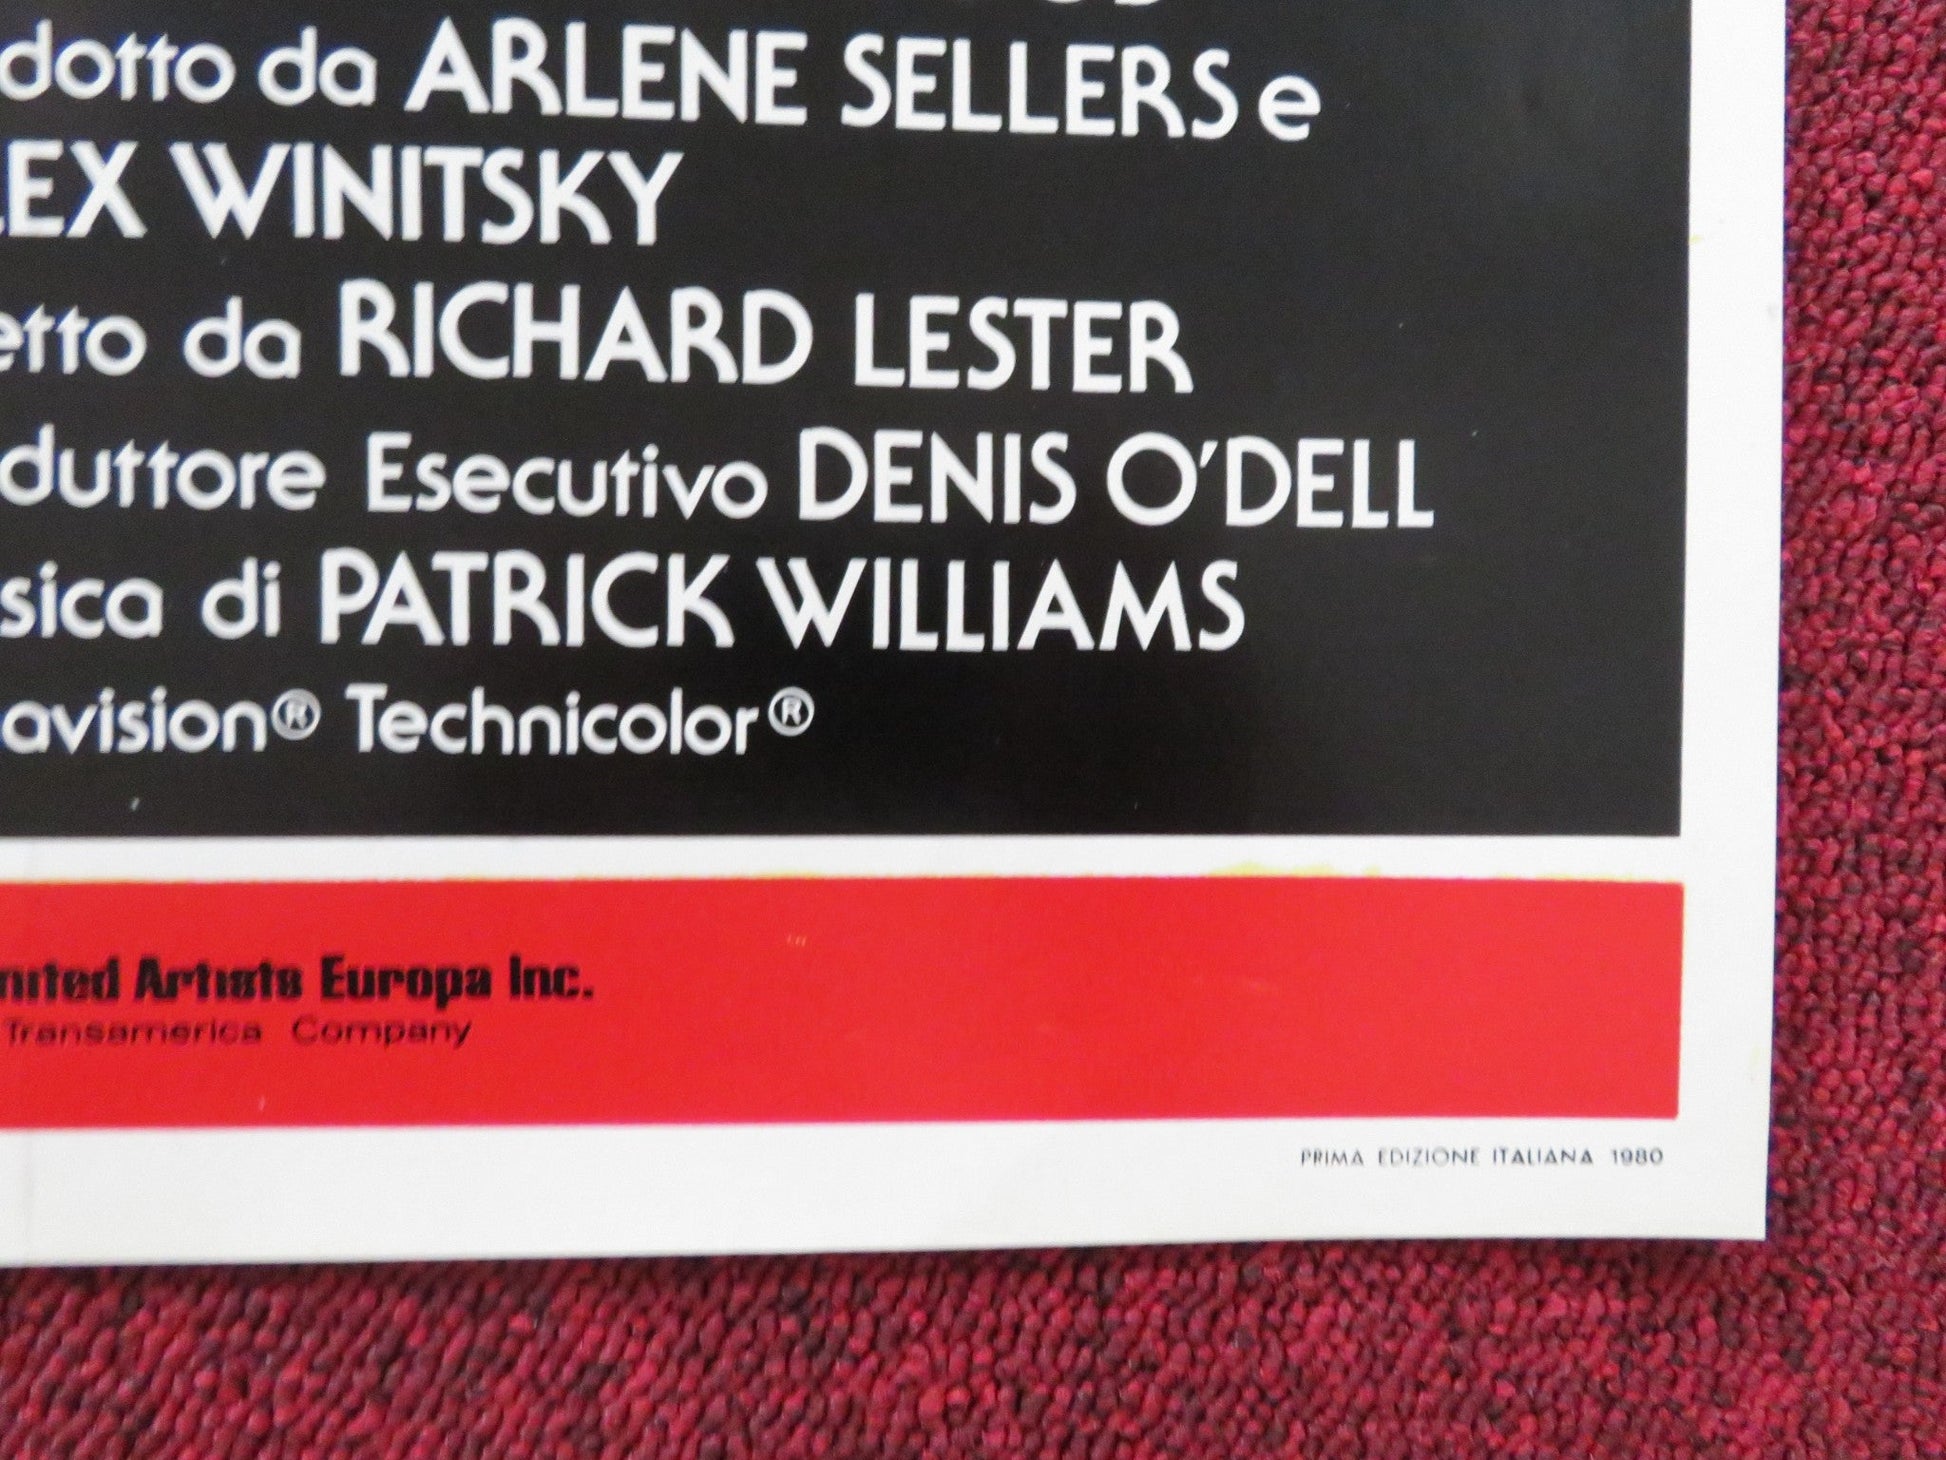 dotto da ARLENE SELLERS e
LEX WINITSKY
etto da RICHARD LESTER
duttore Esecutivo DENIS O'DELL
sica di PATRICK WILLIAMS
avision® Technicolor®
nited Artists Europa Inc.
Transamerica Company
PRIMA EDIZIONE ITALIANA 1980